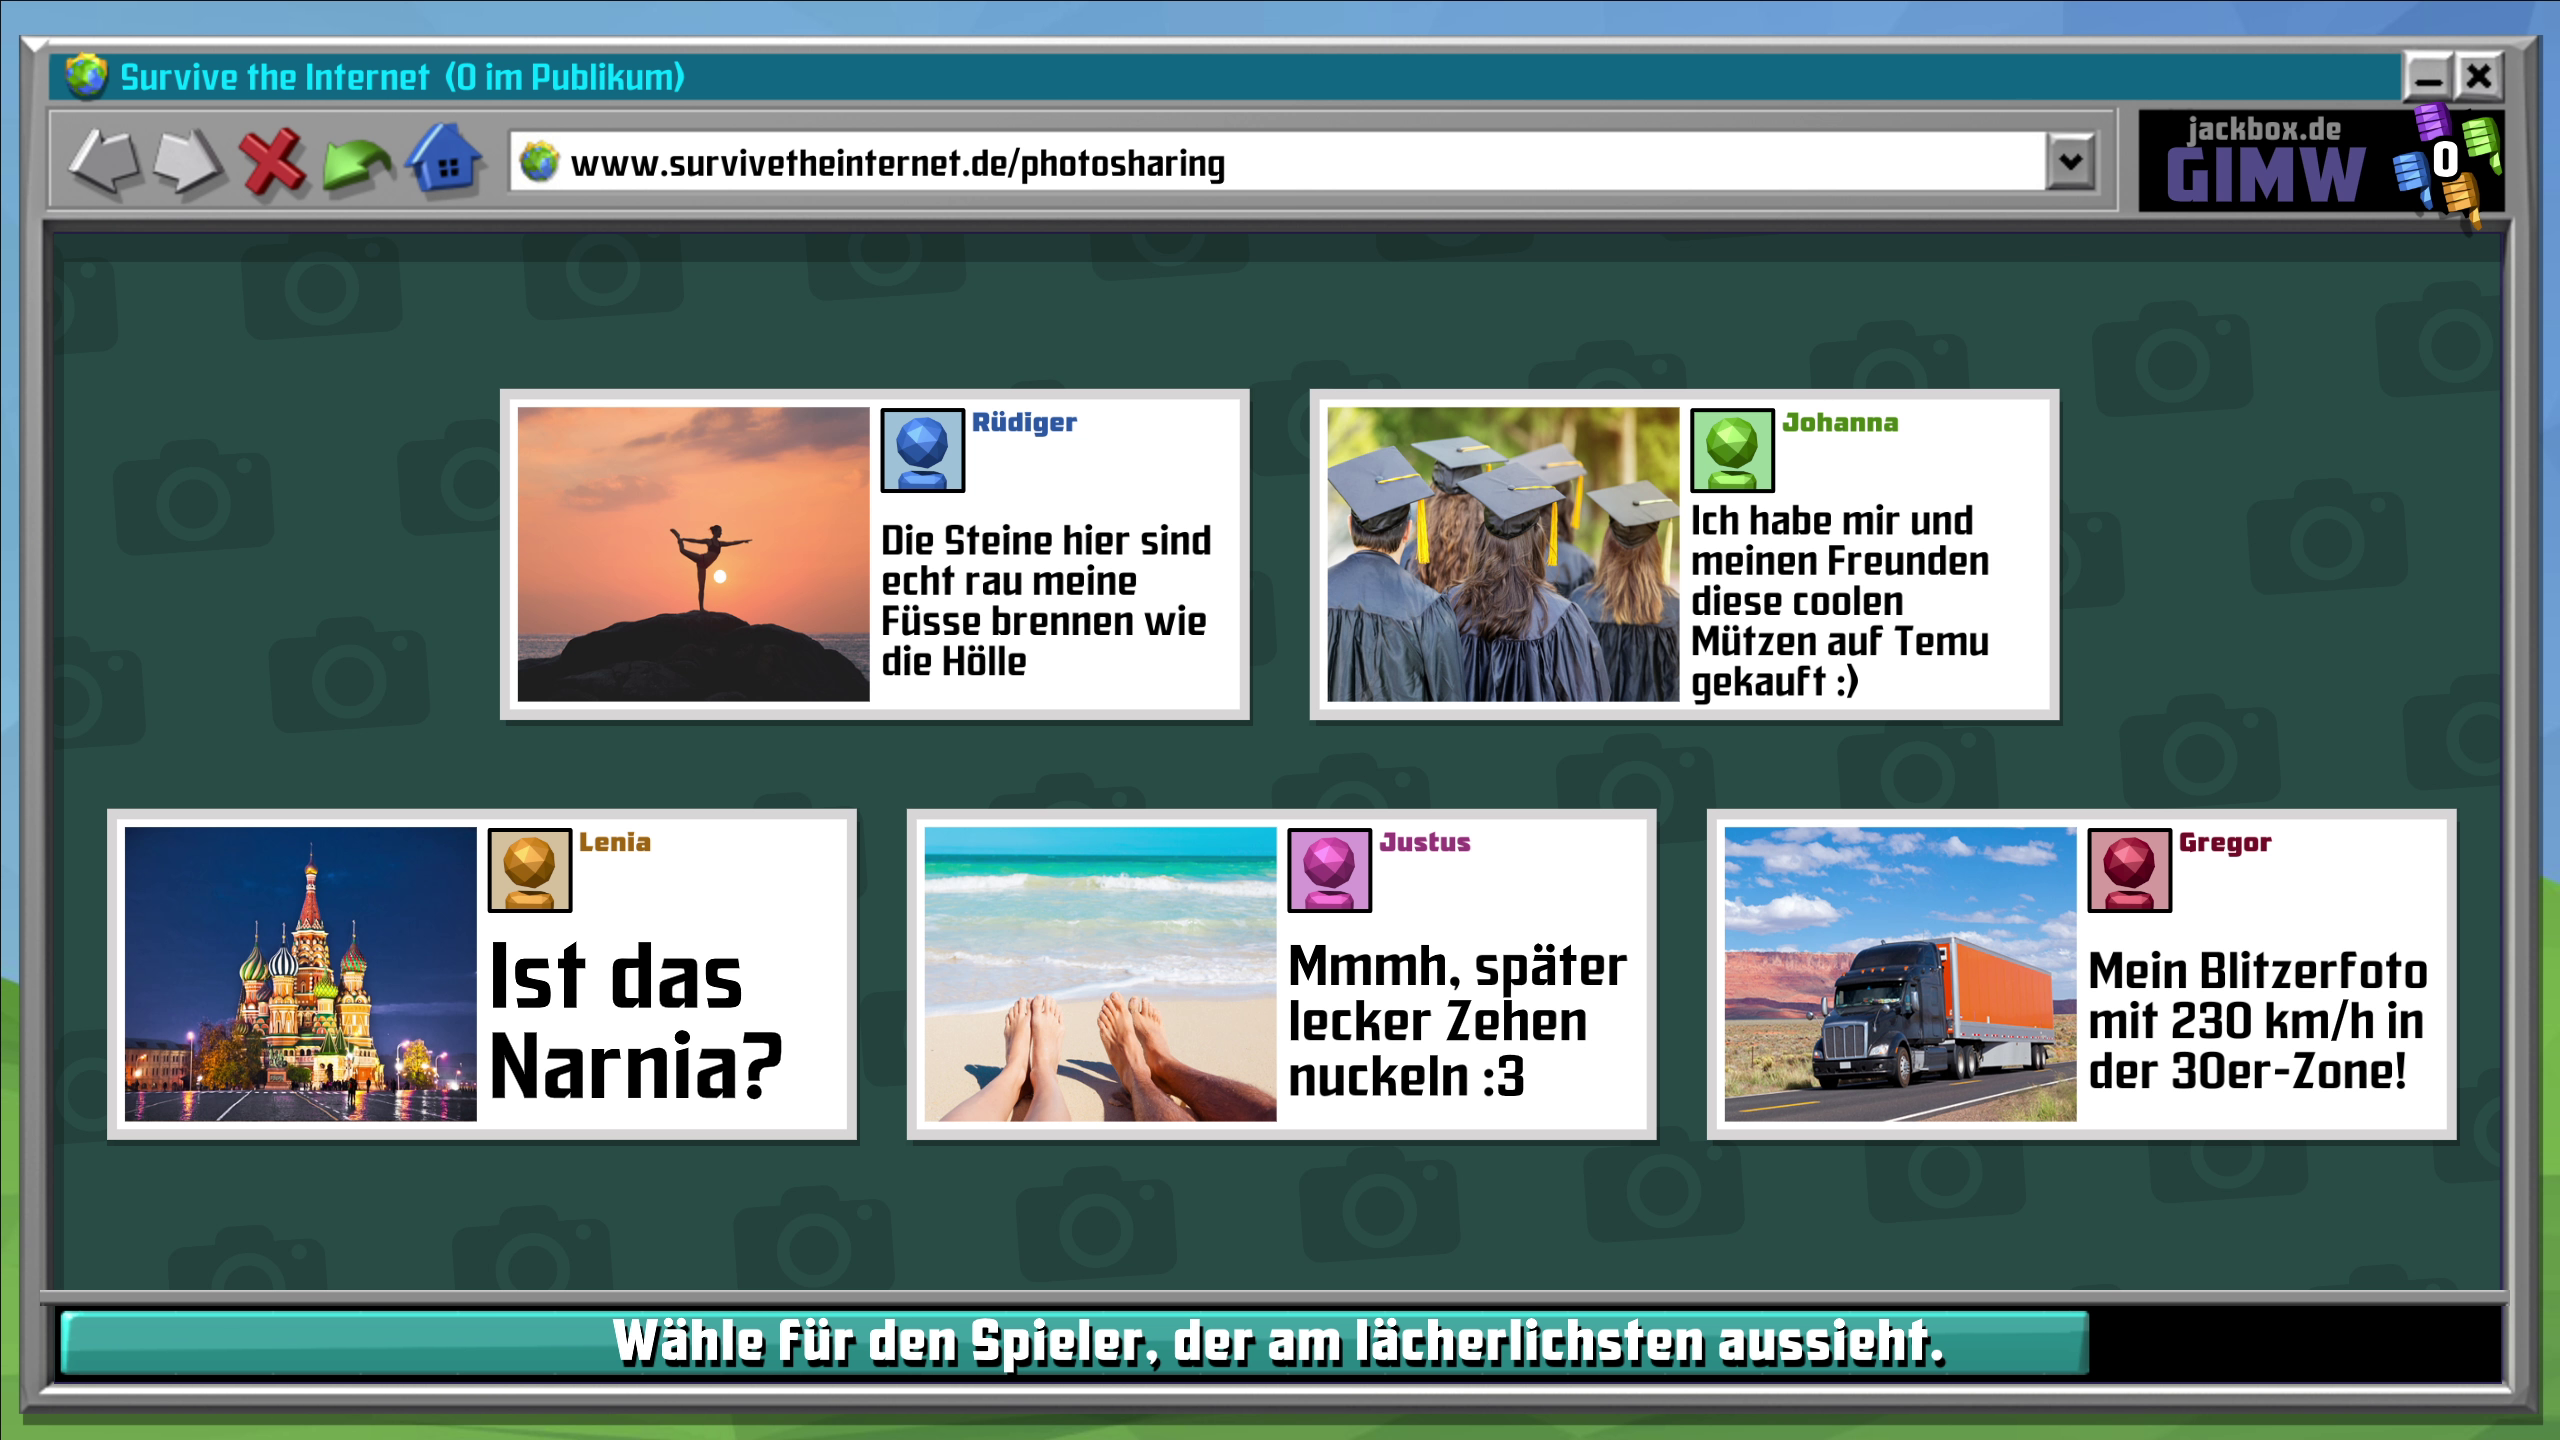 Survive the Internet (0 im Publikum)
www.survivetheinternet.de/photosharing
jackbox.de
GIMW
0
Rüdiger
Die Steine hier sind
echt rau meine
Füsse brennen wie
die Hölle
Johanna
Ich habe mir und
meinen Freunden
diese coolen
Mützen auf Temu
gekauft :)
Lenia
Ist das
Narnia?
Justus
Mmmh, später
lecker Zehen
nuckeln :3
Gregor
Mein Blitzerfoto
mit 230 km/h in
der 30er-Zone!
Wähle für den Spieler, der am lächerlichsten aussieht.